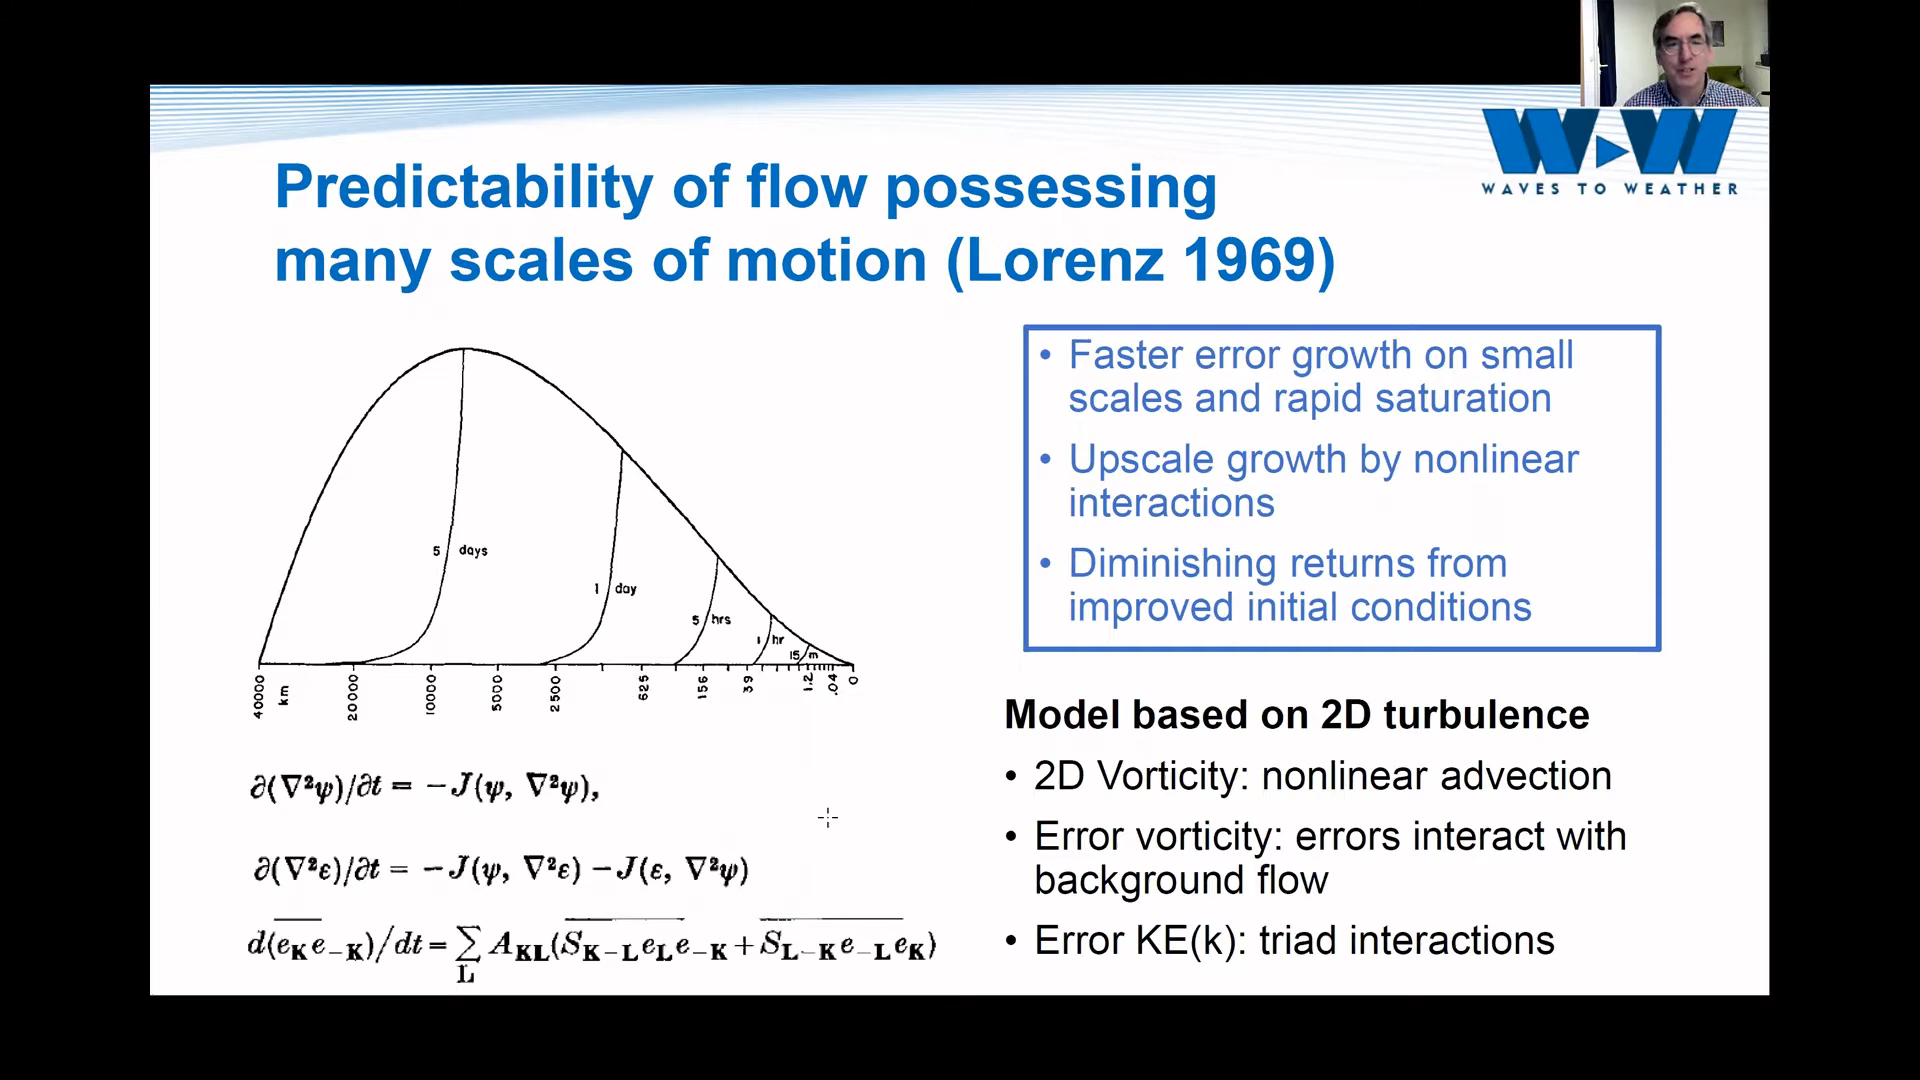 WAVES TO WEATHER
Predictability of flow possessing
many scales of motion (Lorenz 1969)
5 days
1 day
5 hrs
1 hr
15 m
40000 km 20000 10000 5000 2500 625 156 39 1.2 .04 0
∂(∇²ψ)/∂t = −J(ψ, ∇²ψ),
∂(∇²ε)/∂t = −J(ψ, ∇²ε) −J(ε, ∇²ψ)
d(e_K e_−K)/dt = ∑_L A_KL(S_K−L e_L e_−K + S_L−K e_−L e_K)
• Faster error growth on small
scales and rapid saturation
• Upscale growth by nonlinear
interactions
• Diminishing returns from
improved initial conditions
Model based on 2D turbulence
• 2D Vorticity: nonlinear advection
• Error vorticity: errors interact with
background flow
• Error KE(k): triad interactions